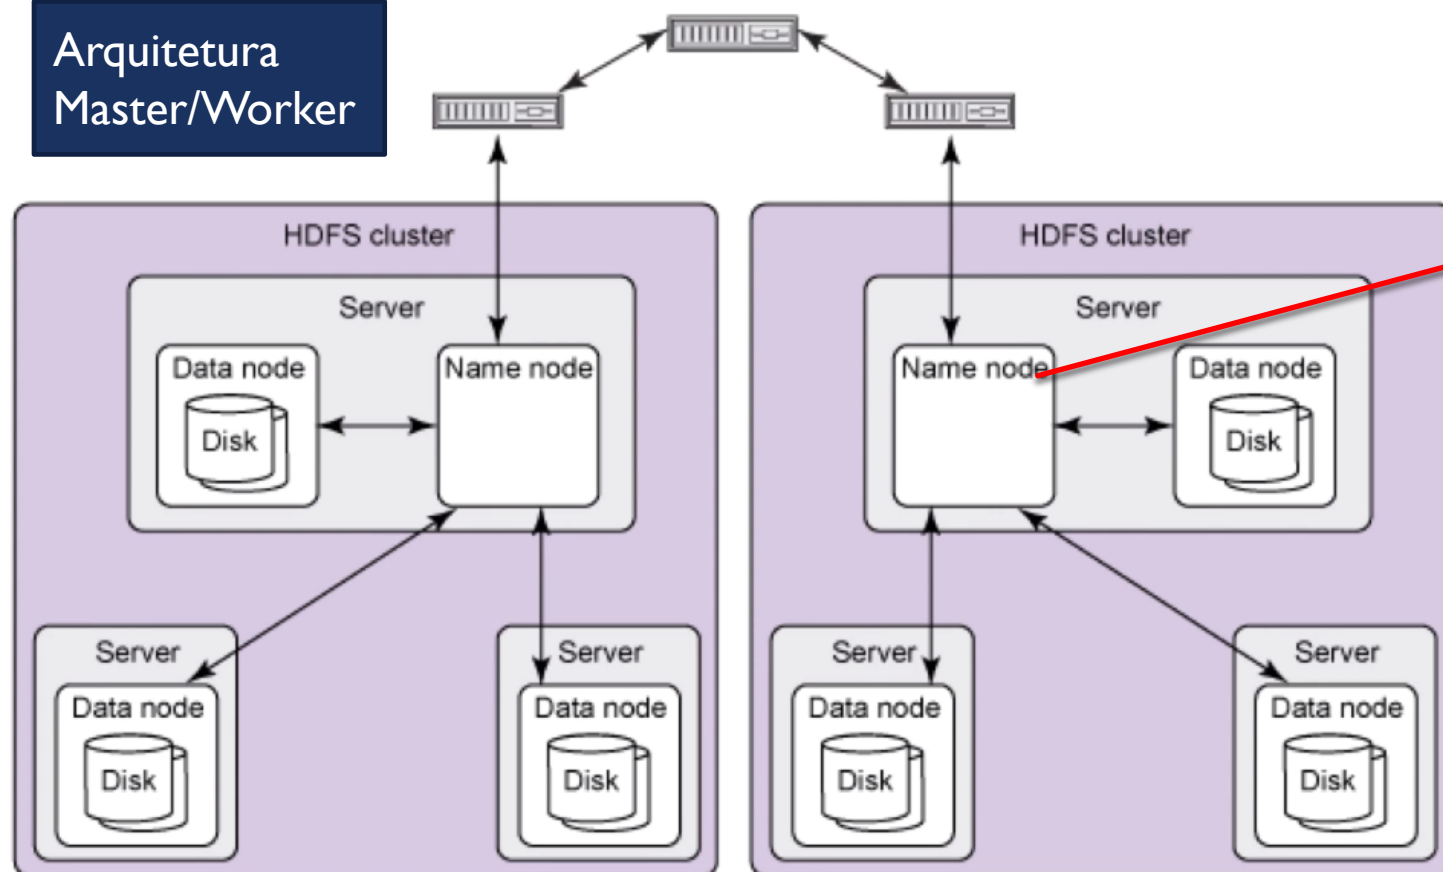 Arquitetura
Master/Worker
HDFS cluster
Server
Data node
Name node
Disk
Server
Data node
Disk
Server
Data node
Disk
HDFS cluster
Server
Name node
Data node
Disk
Server
Data node
Disk
Server
Data node
Disk